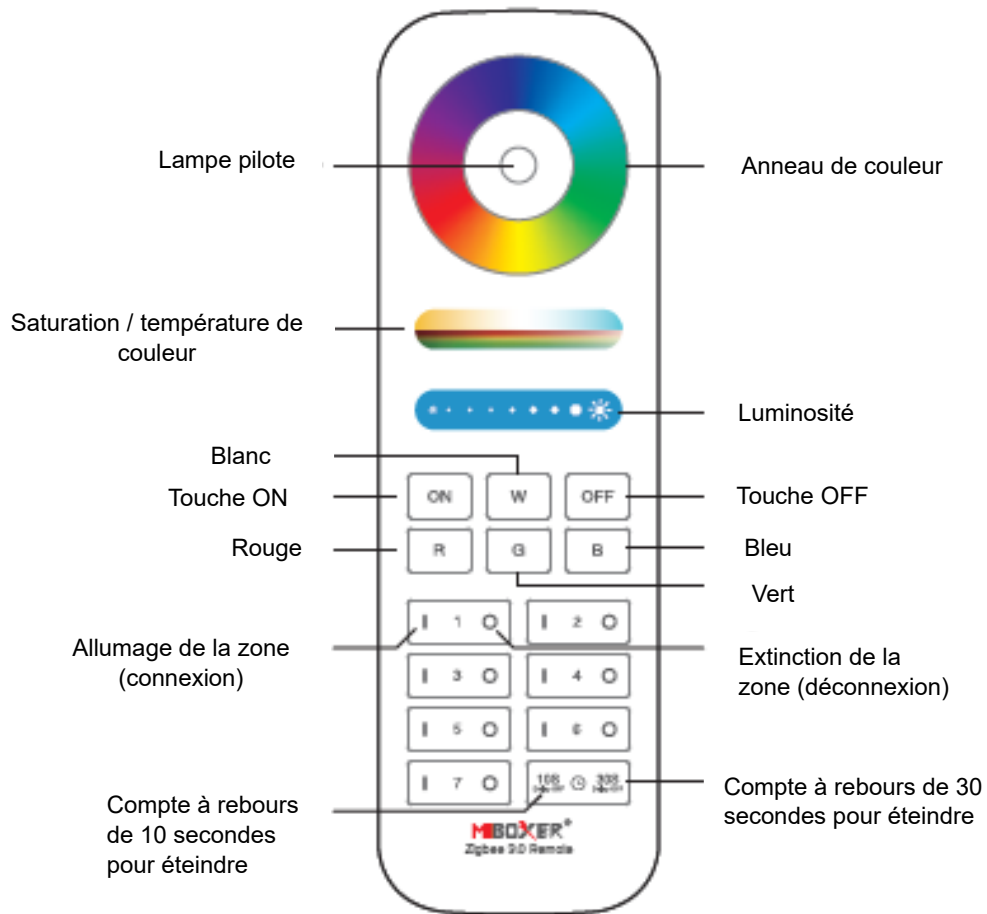 Lampe pilote
Anneau de couleur
Saturation / température de
couleur
Luminosité
Blanc
Touche ON
ON
W
OFF
Touche OFF
Rouge
R
G
B
Bleu
Vert
1
2
Allumage de la zone
(connexion)
Extinction de la
zone (déconnexion)
3
4
5
6
7
10S
30S
Compte à rebours
de 10 secondes
pour éteindre
Compte à rebours de 30
secondes pour éteindre
MIBOXER®
Zigbee 3.0 Remote